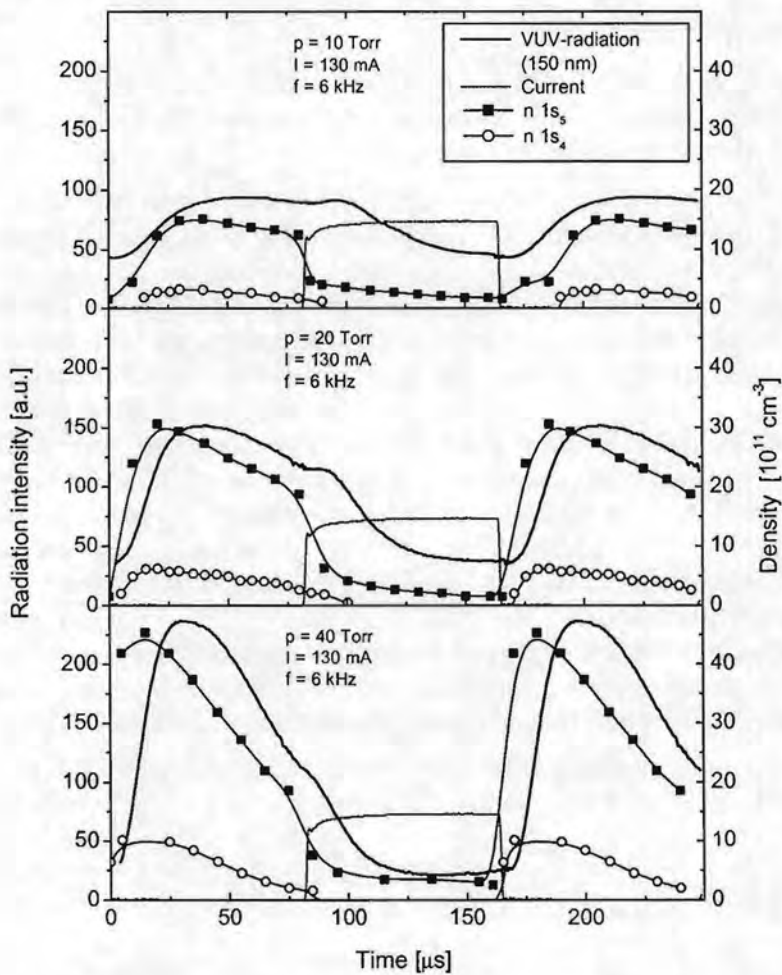 p = 10 Torr
I = 130 mA
f = 6 kHz
VUV-radiation
(150 nm)
Current
n 1s5
n 1s4
200
150
100
50
0
40
30
20
10
0
p = 20 Torr
I = 130 mA
f = 6 kHz
200
150
100
50
0
40
30
20
10
0
p = 40 Torr
I = 130 mA
f = 6 kHz
200
150
100
50
0
40
30
20
10
0
0
50
100
150
200
Radiation intensity [a.u.]
Density [10^11 cm^-3]
Time [µs]